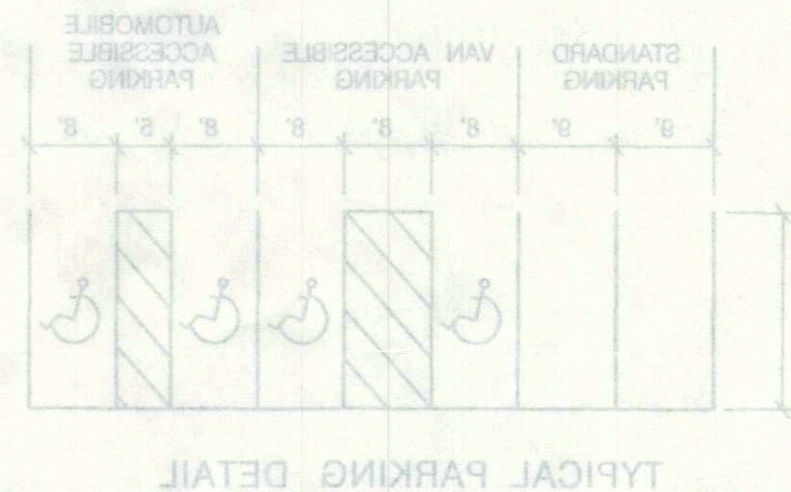 STANDARD
PARKING
VAN ACCESSIBLE
PARKING
AUTOMOBILE
ACCESSIBLE
PARKING
9' 9' 8' 8' 8' 8' 5' 8'
TYPICAL PARKING DETAIL